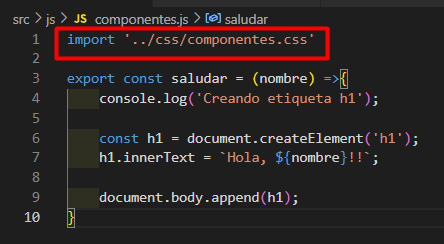 src > js > JS componentes.js > saludar
1 import '../css/componentes.css'
2
3 export const saludar = (nombre) =>{
4 console.log('Creando etiqueta h1');
5
6 const h1 = document.createElement('h1');
7 h1.innerText = `Hola, ${nombre}!!`;
8
9 document.body.append(h1);
10 }